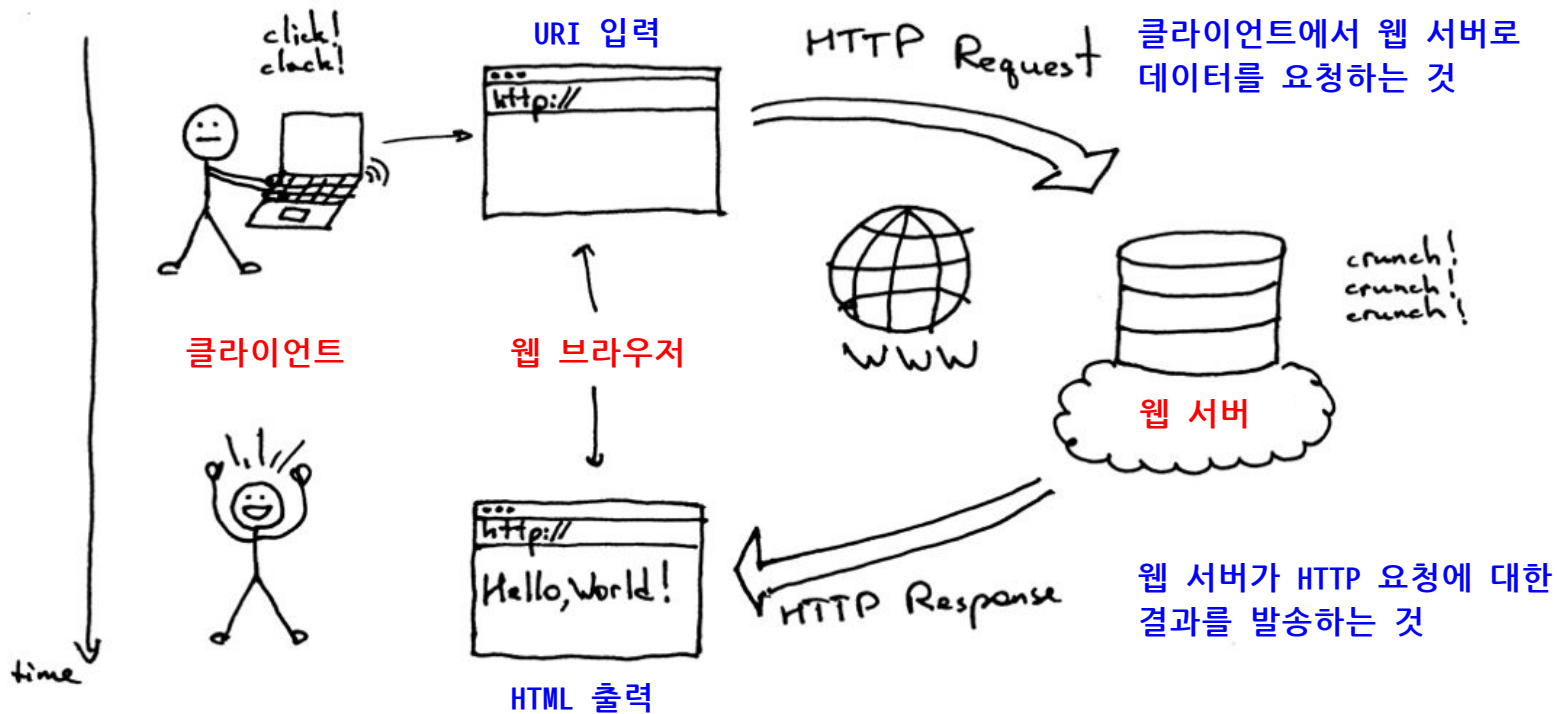 click!
clack!
URI 입력
http://
HTTP Request
클라이언트에서 웹 서버로
데이터를 요청하는 것
crunch!
crunch!
crunch!
클라이언트
웹 브라우저
WWW
웹 서버
http://
Hello, World!
HTTP Response
웹 서버가 HTTP 요청에 대한
결과를 발송하는 것
time
HTML 출력